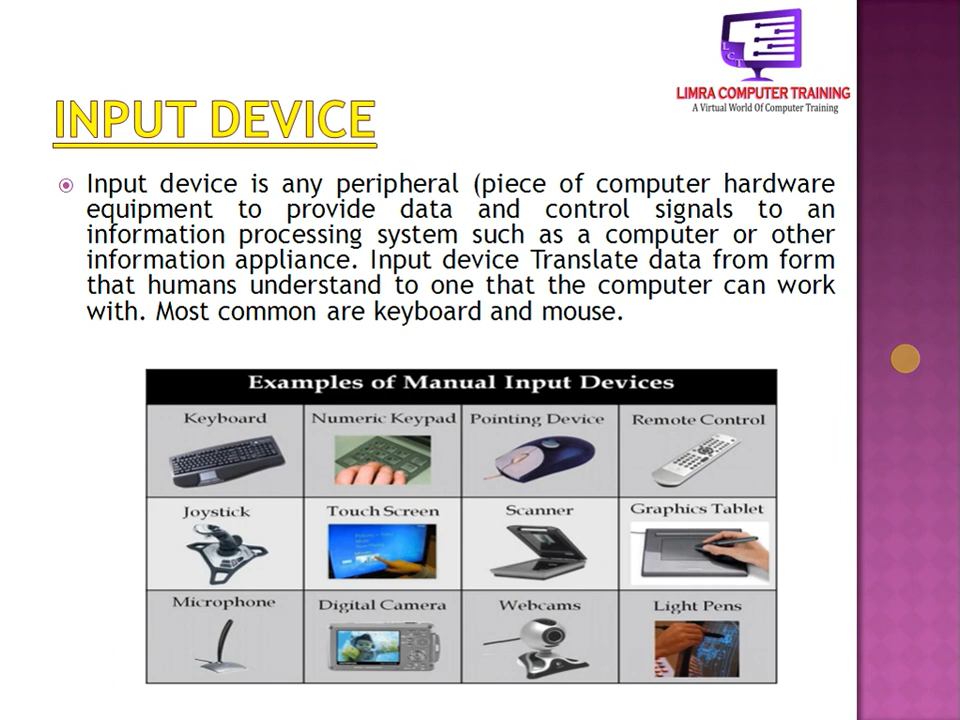 LCT
LIMRA COMPUTER TRAINING
A Virtual World Of Computer Training
INPUT DEVICE
Input device is any peripheral (piece of computer hardware
equipment to provide data and control signals to an
information processing system such as a computer or other
information appliance. Input device Translate data from form
that humans understand to one that the computer can work
with. Most common are keyboard and mouse.
Examples of Manual Input Devices
Keyboard Numeric Keypad Pointing Device Remote Control
Joystick Touch Screen Scanner Graphics Tablet
Microphone Digital Camera Webcams Light Pens